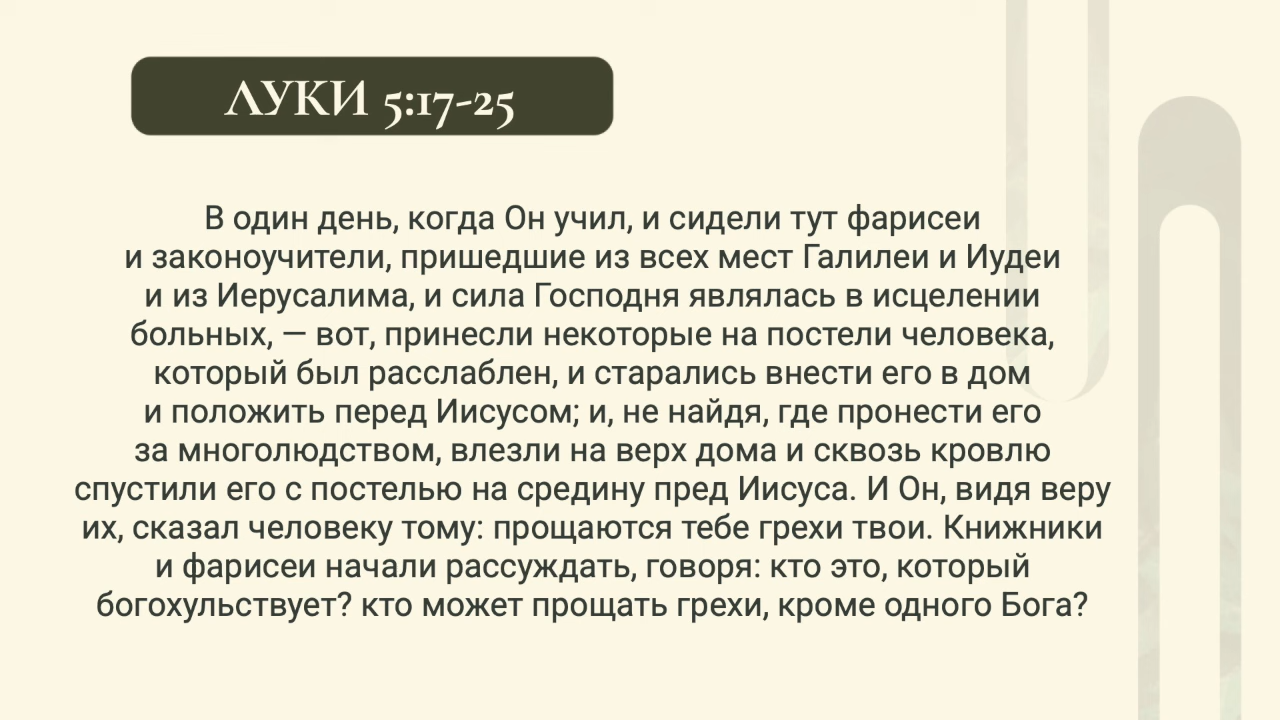 ЛУКИ 5:17-25
В один день, когда Он учил, и сидели тут фарисеи
и законоучители, пришедшие из всех мест Галилеи и Иудеи
и из Иерусалима, и сила Господня являлась в исцелении
больных, — вот, принесли некоторые на постели человека,
который был расслаблен, и старались внести его в дом
и положить перед Иисусом; и, не найдя, где пронести его
за многолюдством, влезли на верх дома и сквозь кровлю
спустили его с постелью на средину пред Иисуса. И Он, видя веру
их, сказал человеку тому: прощаются тебе грехи твои. Книжники
и фарисеи начали рассуждать, говоря: кто это, который
богохульствует? кто может прощать грехи, кроме одного Бога?